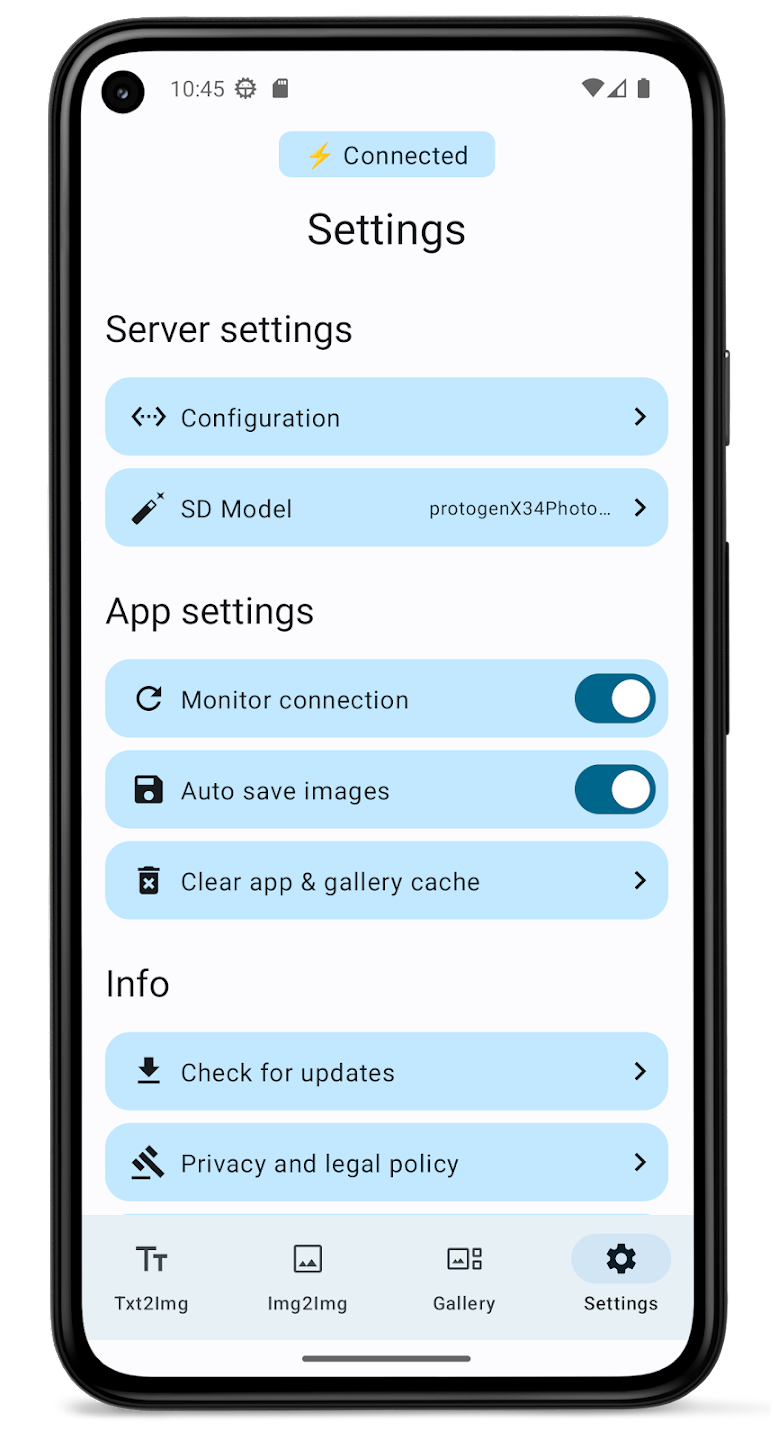 10:45
⚡ Connected
Settings
Server settings
Configuration
SD Model protogenX34Photo...
App settings
Monitor connection
Auto save images
Clear app & gallery cache
Info
Check for updates
Privacy and legal policy
Txt2Img Img2Img Gallery Settings